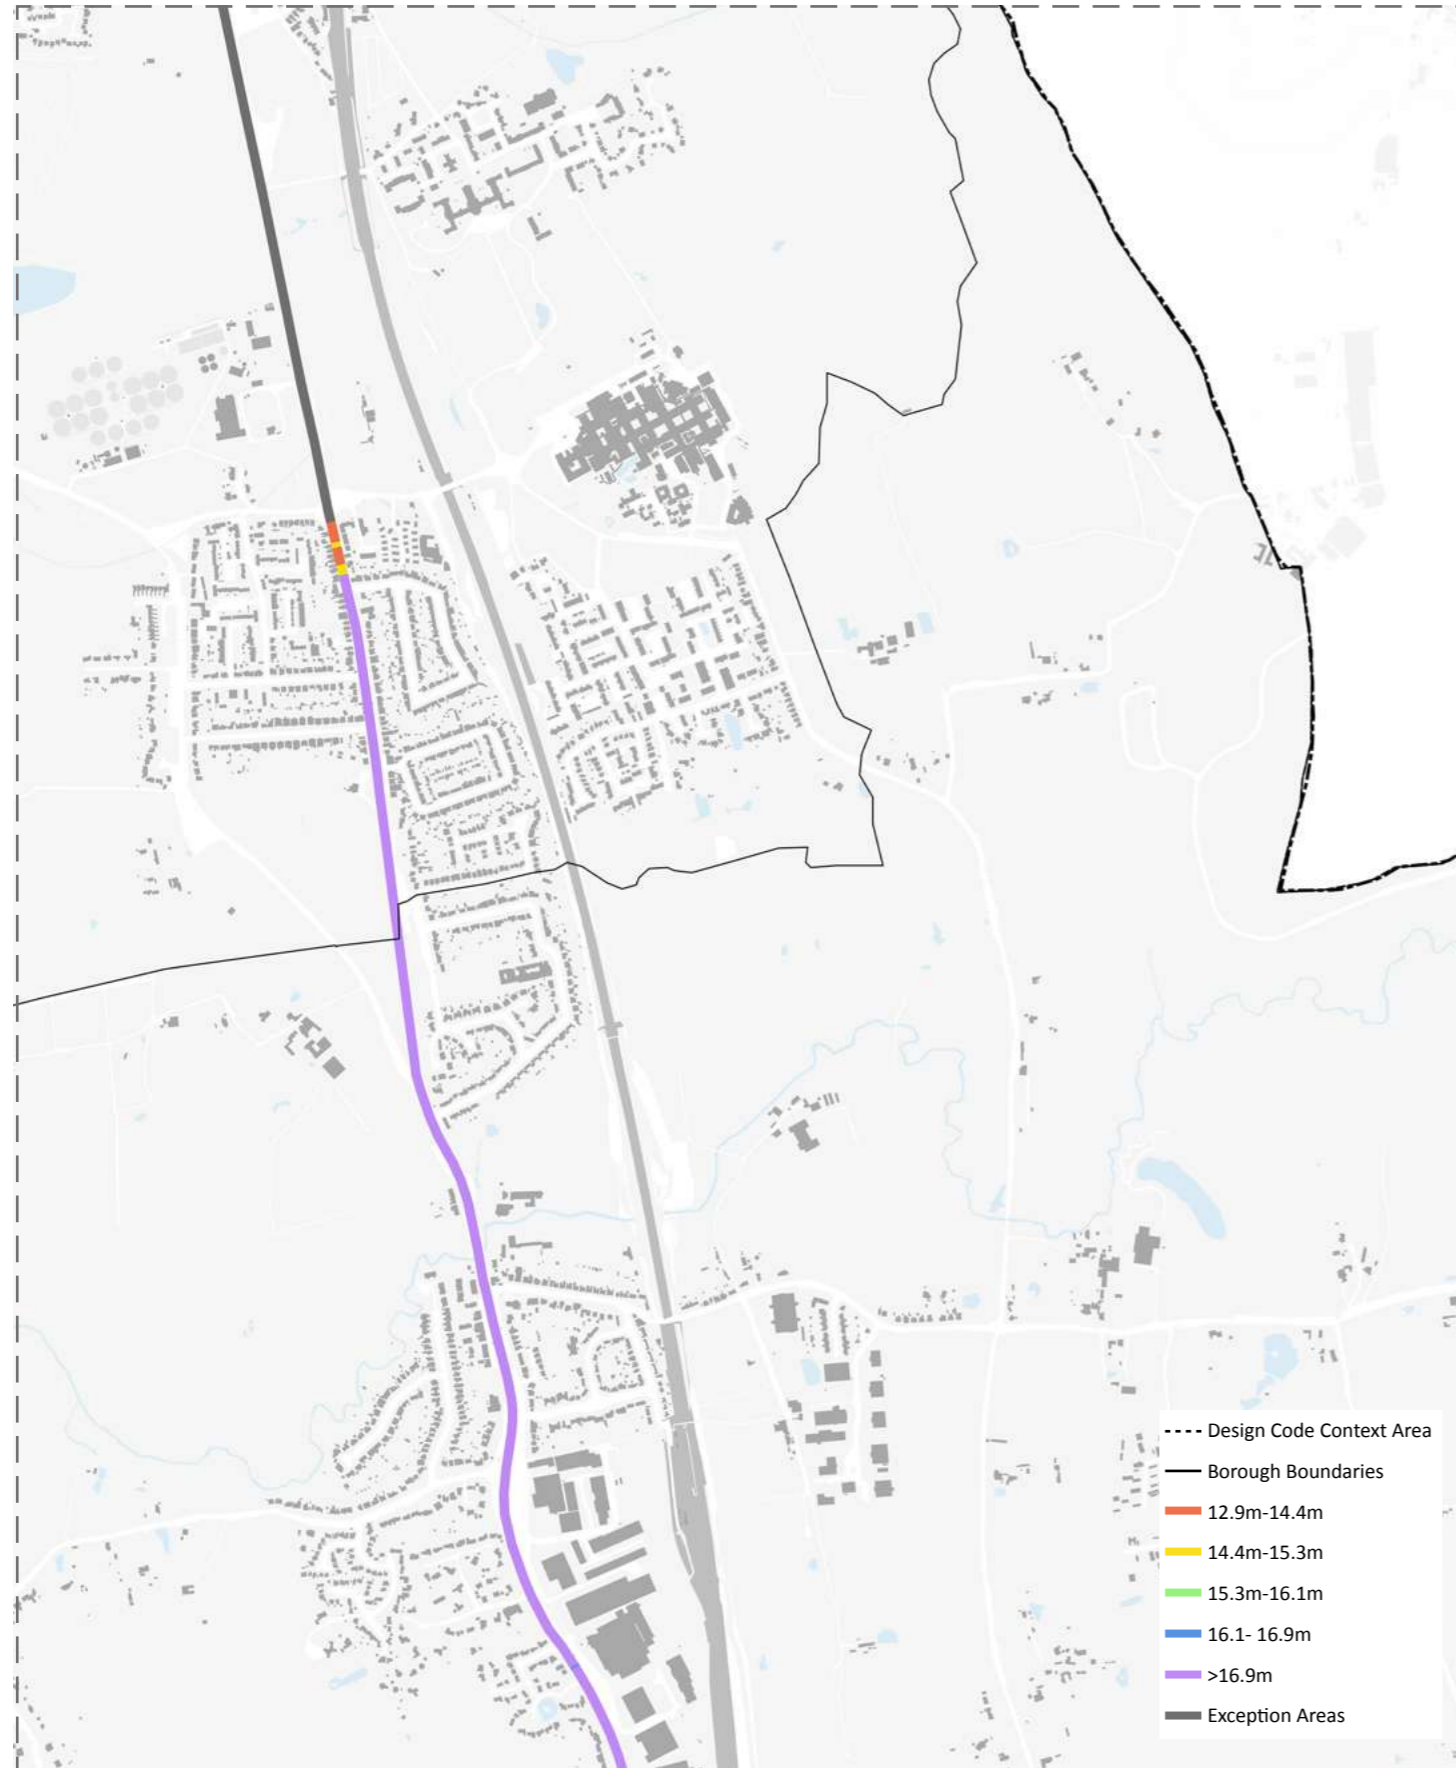 Design Code Context Area
Borough Boundaries
12.9m-14.4m
14.4m-15.3m
15.3m-16.1m
16.1- 16.9m
>16.9m
Exception Areas